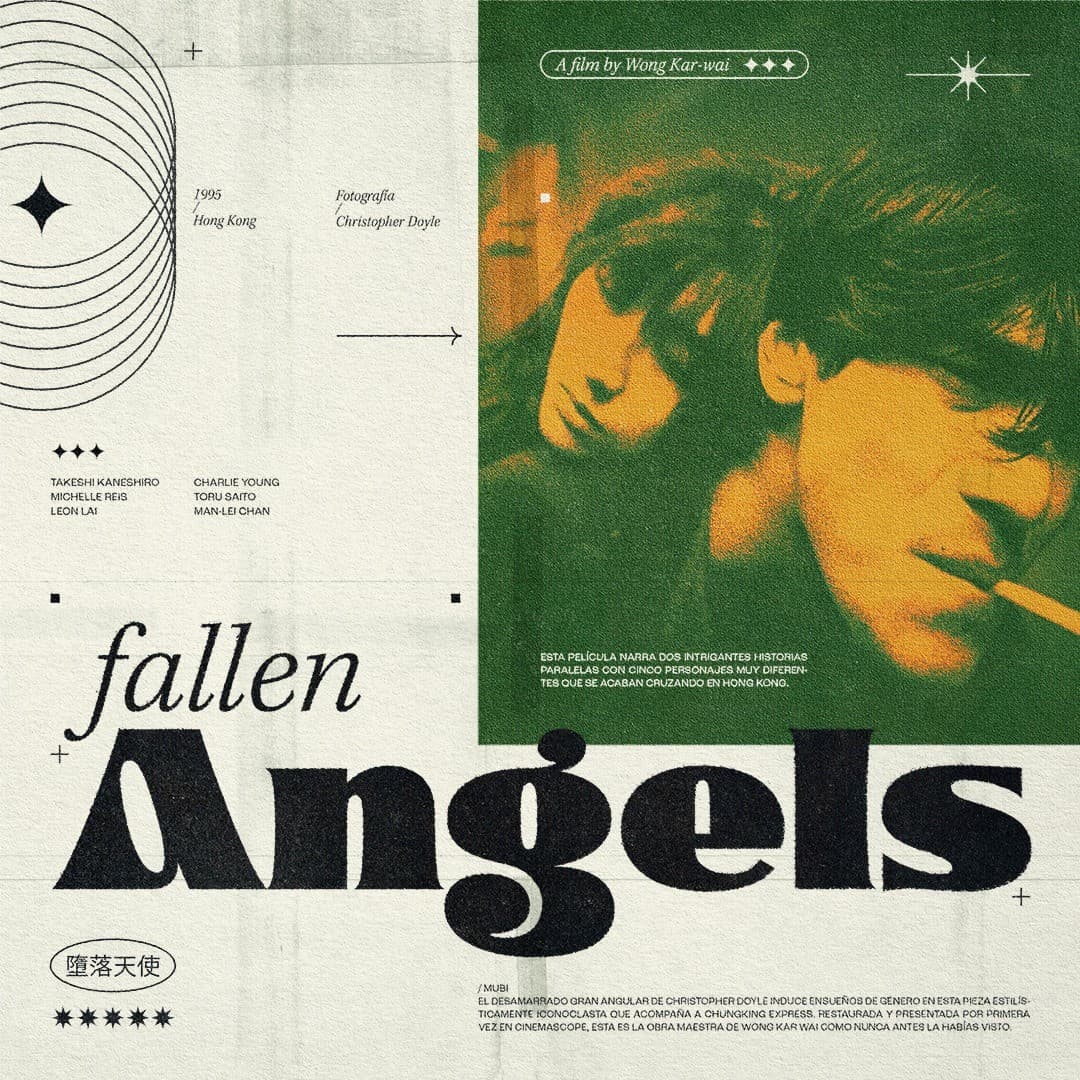 A film by Wong Kar-wai
1995
/
Hong Kong
Fotografía
/
Christopher Doyle
TAKESHI KANESHIRO
MICHELLE REIS
LEON LAI
CHARLIE YOUNG
TORU SAITO
MAN-LEI CHAN
ESTA PELÍCULA NARRA DOS INTRIGANTES HISTORIAS
PARALELAS CON CINCO PERSONAJES MUY DIFEREN-
TES QUE SE ACABAN CRUZANDO EN HONG KONG.
fallen
Angels
墮落天使
/ MUBI
EL DESAMARRADO GRAN ANGULAR DE CHRISTOPHER DOYLE INDUCE ENSUEÑOS DE GÉNERO EN ESTA PIEZA ESTILÍS-
TICAMENTE ICONOCLASTA QUE ACOMPAÑA A CHUNGKING EXPRESS. RESTAURADA Y PRESENTADA POR PRIMERA
VEZ EN CINEMASCOPE, ESTA ES LA OBRA MAESTRA DE WONG KAR WAI COMO NUNCA ANTES LA HABÍAS VISTO.